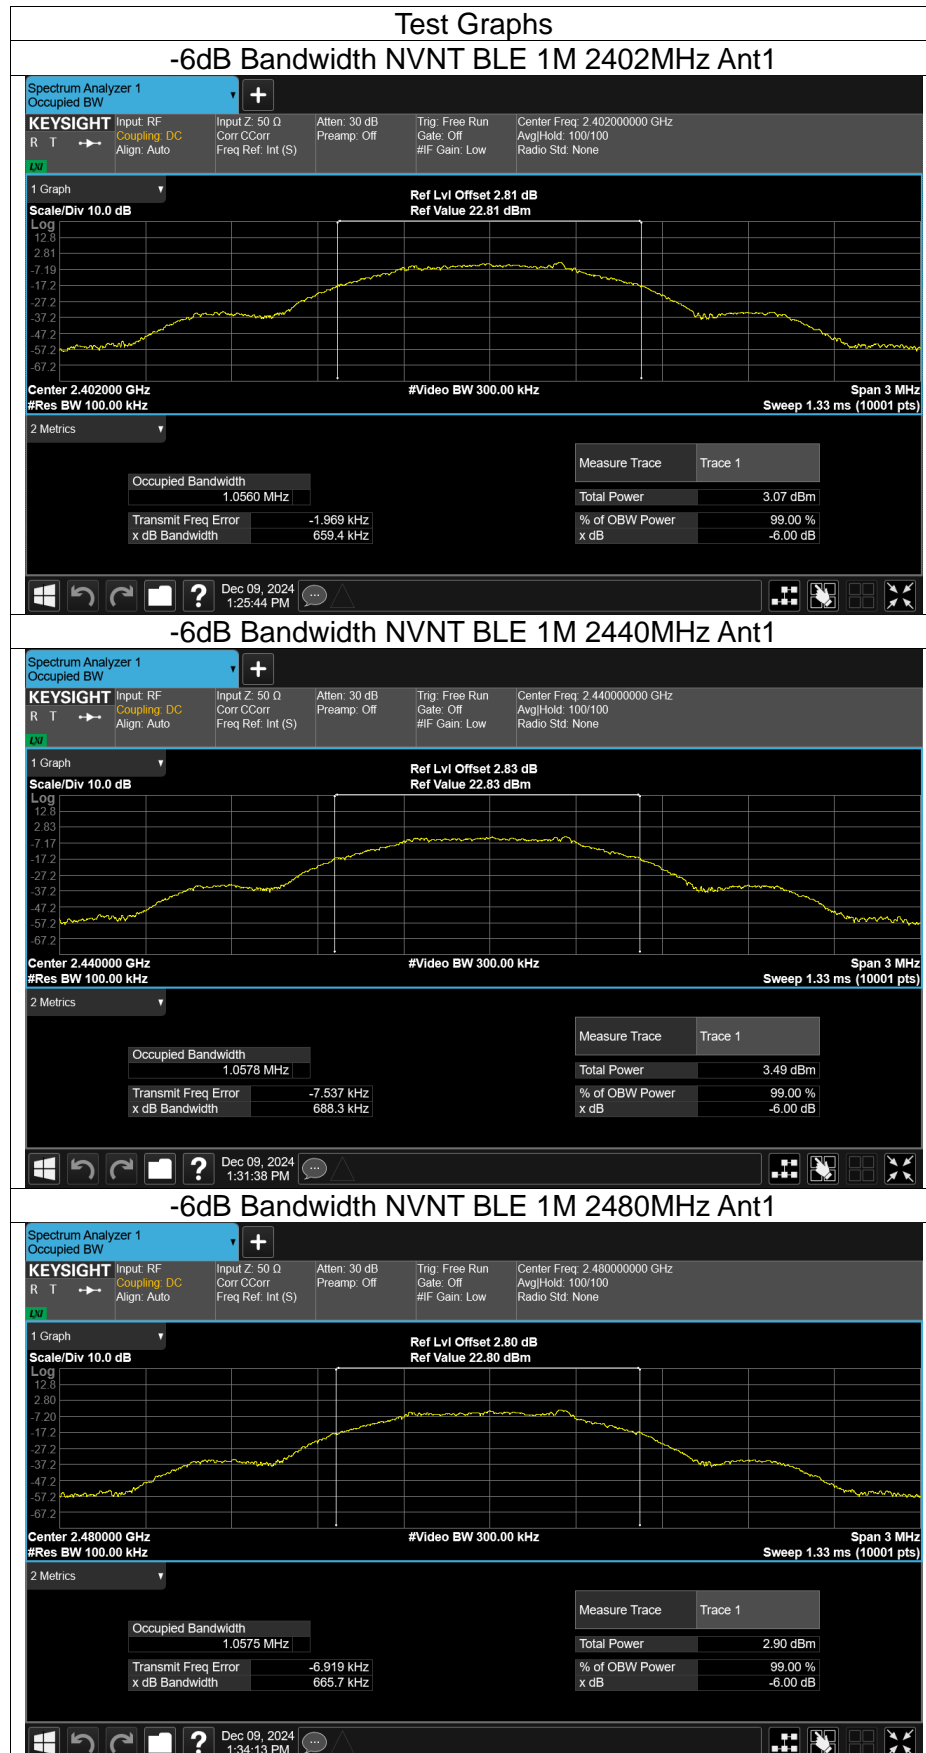 Test Graphs
-6dB Bandwidth NVNT BLE 1M 2402MHz Ant1
Spectrum Analyzer 1
Occupied BW
+
KEYSIGHT Input: RF Input Z: 50 Ω Atten: 30 dB Trig: Free Run Center Freq: 2.402000000 GHz
R T Coupling: DC Corr CCorr Preamp: Off Gate: Off Avg|Hold: 100/100
Align: Auto Freq Ref: Int (S) #IF Gain: Low Radio Std: None
LXI
1 Graph
Ref Lvl Offset 2.81 dB
Scale/Div 10.0 dB Ref Value 22.81 dBm
Log
12.8
2.81
-7.19
-17.2
-27.2
-37.2
-47.2
-57.2
-67.2
Center 2.402000 GHz #Video BW 300.00 kHz Span 3 MHz
#Res BW 100.00 kHz Sweep 1.33 ms (10001 pts)
2 Metrics
Measure Trace Trace 1
Occupied Bandwidth
1.0560 MHz Total Power 3.07 dBm
Transmit Freq Error -1.969 kHz % of OBW Power 99.00 %
x dB Bandwidth 659.4 kHz x dB -6.00 dB
? Dec 09, 2024
1:25:44 PM
-6dB Bandwidth NVNT BLE 1M 2440MHz Ant1
Spectrum Analyzer 1
Occupied BW
+
KEYSIGHT Input: RF Input Z: 50 Ω Atten: 30 dB Trig: Free Run Center Freq: 2.440000000 GHz
R T Coupling: DC Corr CCorr Preamp: Off Gate: Off Avg|Hold: 100/100
Align: Auto Freq Ref: Int (S) #IF Gain: Low Radio Std: None
LXI
1 Graph
Ref Lvl Offset 2.83 dB
Scale/Div 10.0 dB Ref Value 22.83 dBm
Log
12.8
2.83
-7.17
-17.2
-27.2
-37.2
-47.2
-57.2
-67.2
Center 2.440000 GHz #Video BW 300.00 kHz Span 3 MHz
#Res BW 100.00 kHz Sweep 1.33 ms (10001 pts)
2 Metrics
Measure Trace Trace 1
Occupied Bandwidth
1.0578 MHz Total Power 3.49 dBm
Transmit Freq Error -7.537 kHz % of OBW Power 99.00 %
x dB Bandwidth 688.3 kHz x dB -6.00 dB
? Dec 09, 2024
1:31:38 PM
-6dB Bandwidth NVNT BLE 1M 2480MHz Ant1
Spectrum Analyzer 1
Occupied BW
+
KEYSIGHT Input: RF Input Z: 50 Ω Atten: 30 dB Trig: Free Run Center Freq: 2.480000000 GHz
R T Coupling: DC Corr CCorr Preamp: Off Gate: Off Avg|Hold: 100/100
Align: Auto Freq Ref: Int (S) #IF Gain: Low Radio Std: None
LXI
1 Graph
Ref Lvl Offset 2.80 dB
Scale/Div 10.0 dB Ref Value 22.80 dBm
Log
12.8
2.80
-7.20
-17.2
-27.2
-37.2
-47.2
-57.2
-67.2
Center 2.480000 GHz #Video BW 300.00 kHz Span 3 MHz
#Res BW 100.00 kHz Sweep 1.33 ms (10001 pts)
2 Metrics
Measure Trace Trace 1
Occupied Bandwidth
1.0575 MHz Total Power 2.90 dBm
Transmit Freq Error -6.919 kHz % of OBW Power 99.00 %
x dB Bandwidth 665.7 kHz x dB -6.00 dB
? Dec 09, 2024
1:34:13 PM